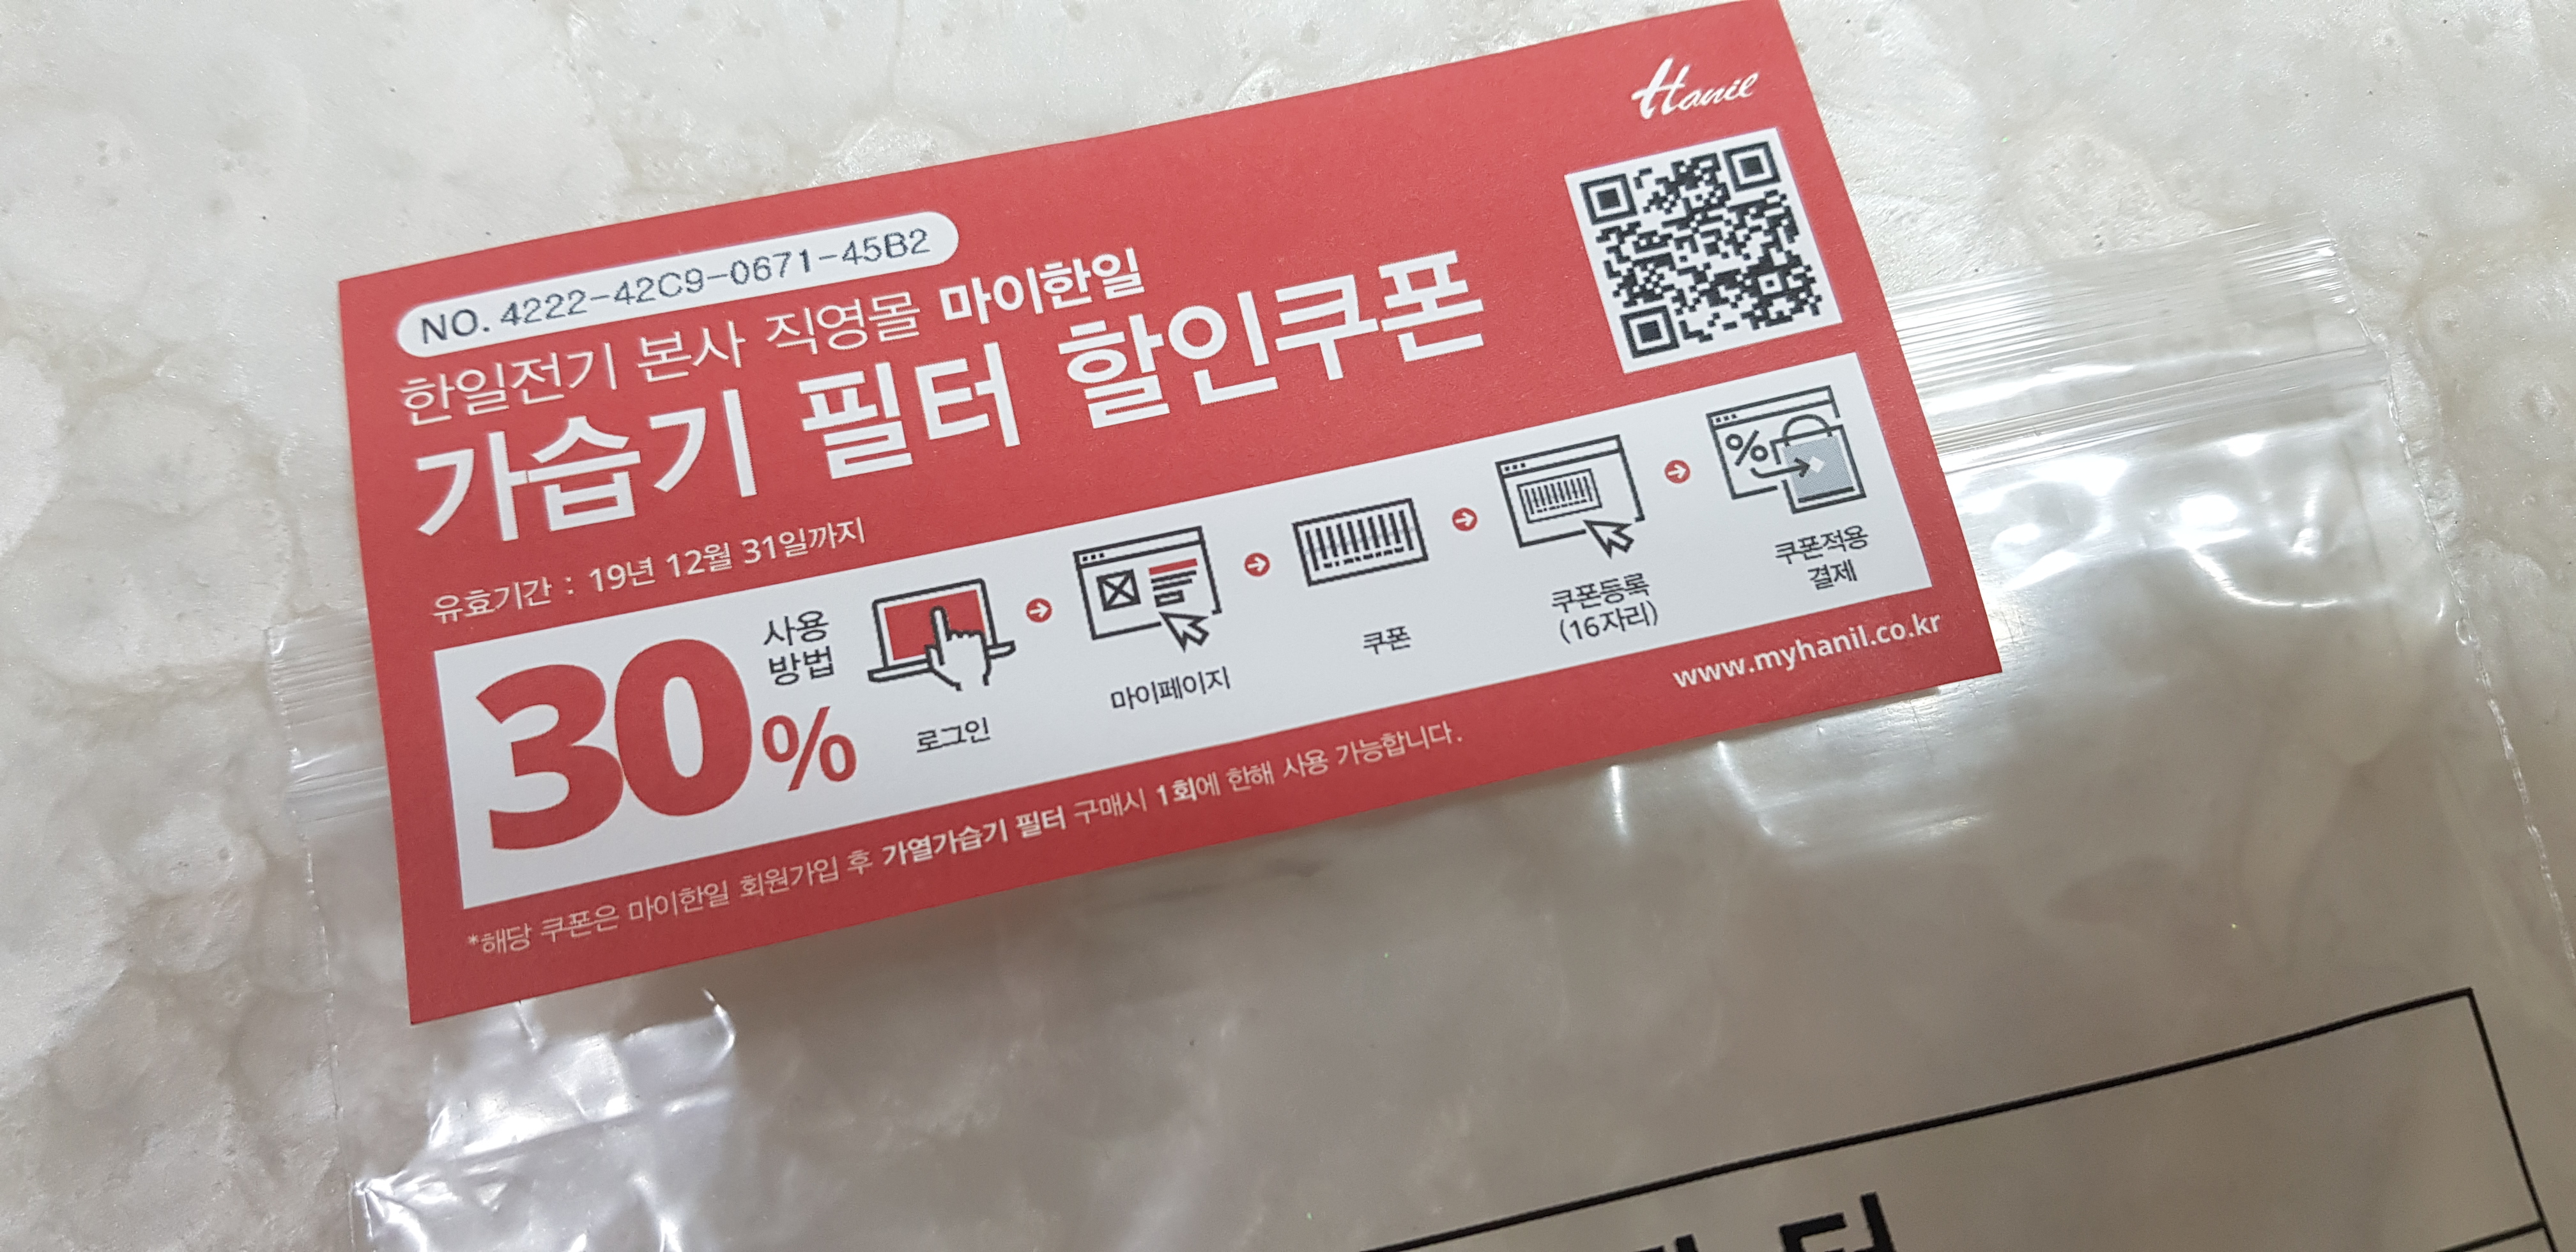 Hanil
NO. 4222-42C9-0671-45B2
한일전기 본사 직영몰 마이한일
가습기 필터 할인쿠폰
유효기간 : 19년 12월 31일까지
30%
사용
방법
로그인
마이페이지
쿠폰
쿠폰등록
(16자리)
쿠폰적용
결제
%
www.myhanil.co.kr
*해당 쿠폰은 마이한일 회원가입 후 가열가습기 필터 구매시 1회에 한해 사용 가능합니다.